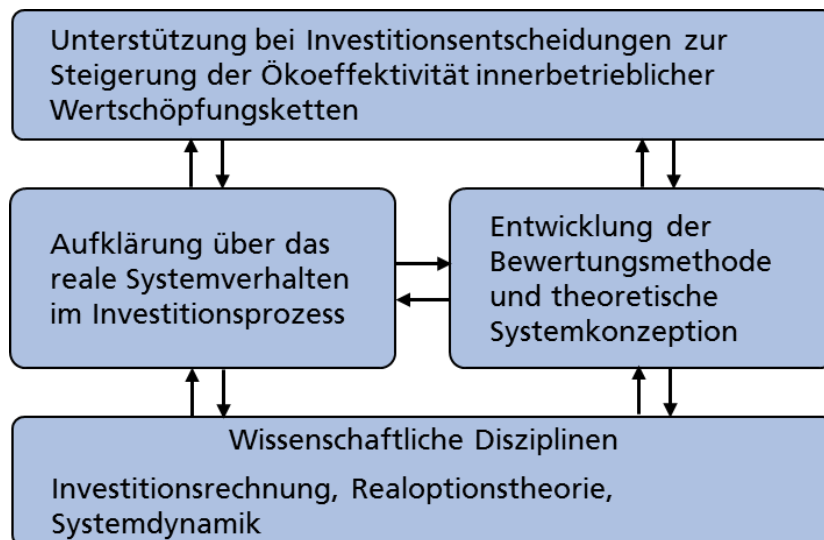 Unterstützung bei Investitionsentscheidungen zur
Steigerung der Ökoeffektivität innerbetrieblicher
Wertschöpfungsketten
Aufklärung über das
reale Systemverhalten
im Investitionsprozess
Entwicklung der
Bewertungsmethode
und theoretische
Systemkonzeption
Wissenschaftliche Disziplinen
Investitionsrechnung, Realoptionstheorie,
Systemdynamik